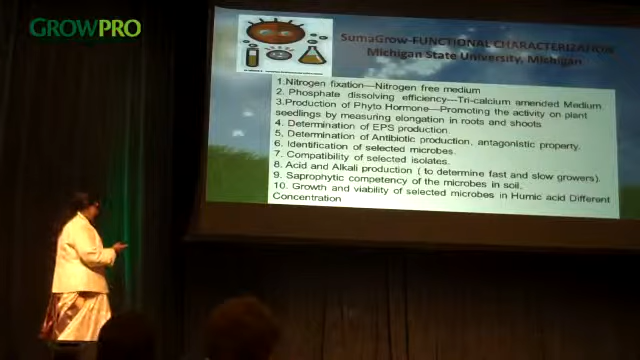 GROWPRO
SumaGrow-FUNCTIONAL CHARACTERIZATION
Michigan State University, Michigan
1.Nitrogen fixation—Nitrogen free medium
2. Phosphate dissolving efficiency—Tri-calcium amended Medium
3.Production of Phyto Hormone—Promoting the activity on plant
seedlings by measuring elongation in roots and shoots
4. Determination of EPS production.
5, Determination of Antibiotic production, antagonistic property.
6. Identification of selected microbes.
7. Compatibility of selected isolates.
8. Acid and Alkali production ( to determine fast and slow growers).
9. Saprophytic competency of the microbes in soil,
10. Growth and viability of selected microbes in Humic acid Different
Concentration